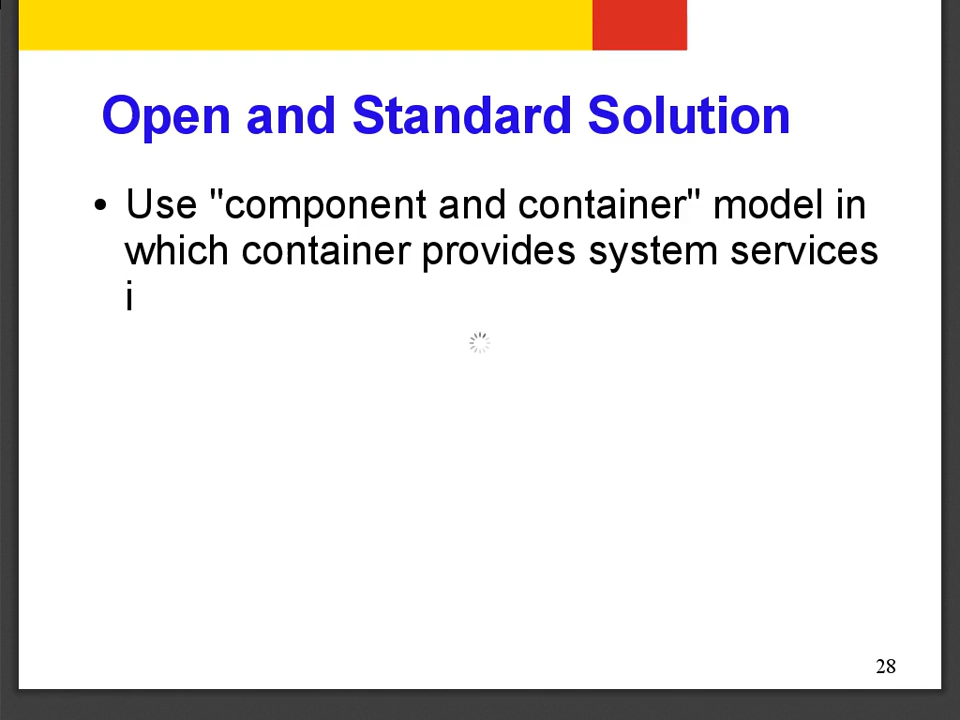 Open and Standard Solution
• Use "component and container" model in
which container provides system services
i
28